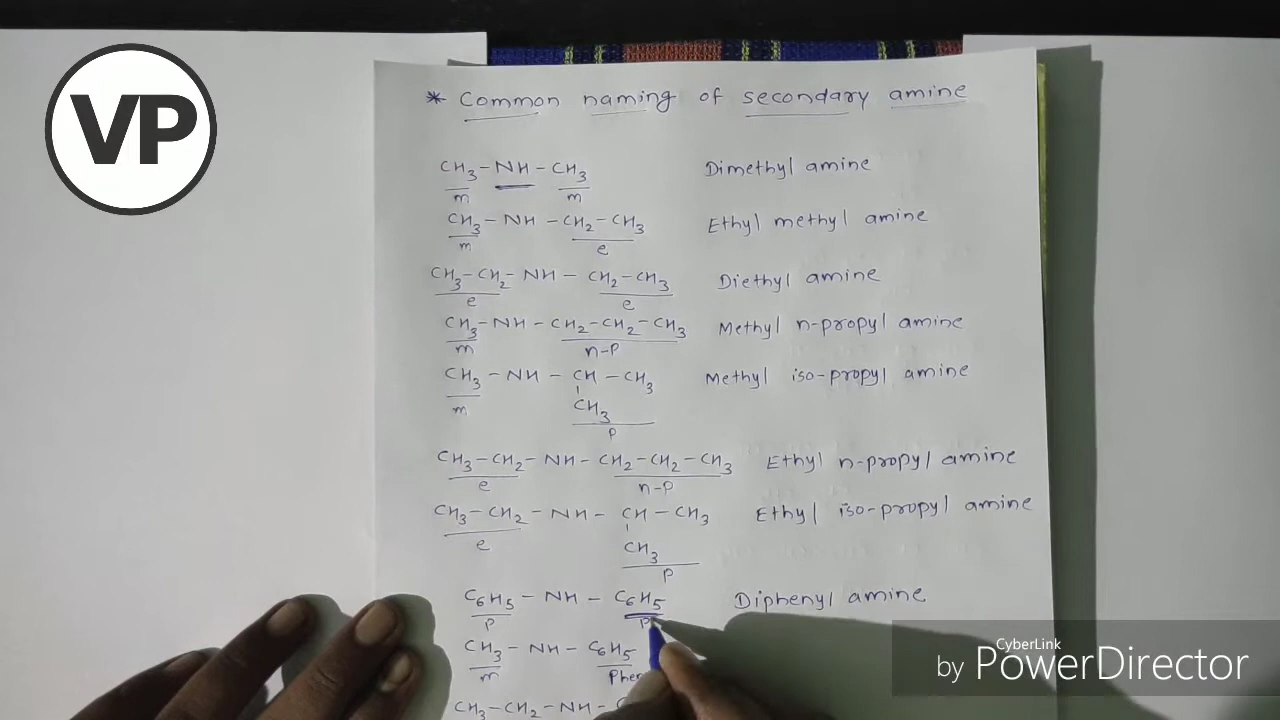 VP
* Common naming of secondary amine
CH3-NH-CH3 Dimethyl amine
m m
CH3-NH-CH2-CH3 Ethyl methyl amine
m e
CH3-CH2-NH-CH2-CH3 Diethyl amine
e e
CH3-NH-CH2-CH2-CH3 Methyl n-propyl amine
m n-P
CH3-NH-CH-CH3 Methyl iso-propyl amine
CH3
m P
CH3-CH2-NH-CH2-CH2-CH3 Ethyl n-propyl amine
e n-P
CH3-CH2-NH-CH-CH3 Ethyl iso-propyl amine
CH3
e P
C6H5-NH-C6H5 Diphenyl amine
P P
CH3-NH-C6H5
m
CH3-CH2-NH-
CyberLink
by PowerDirector